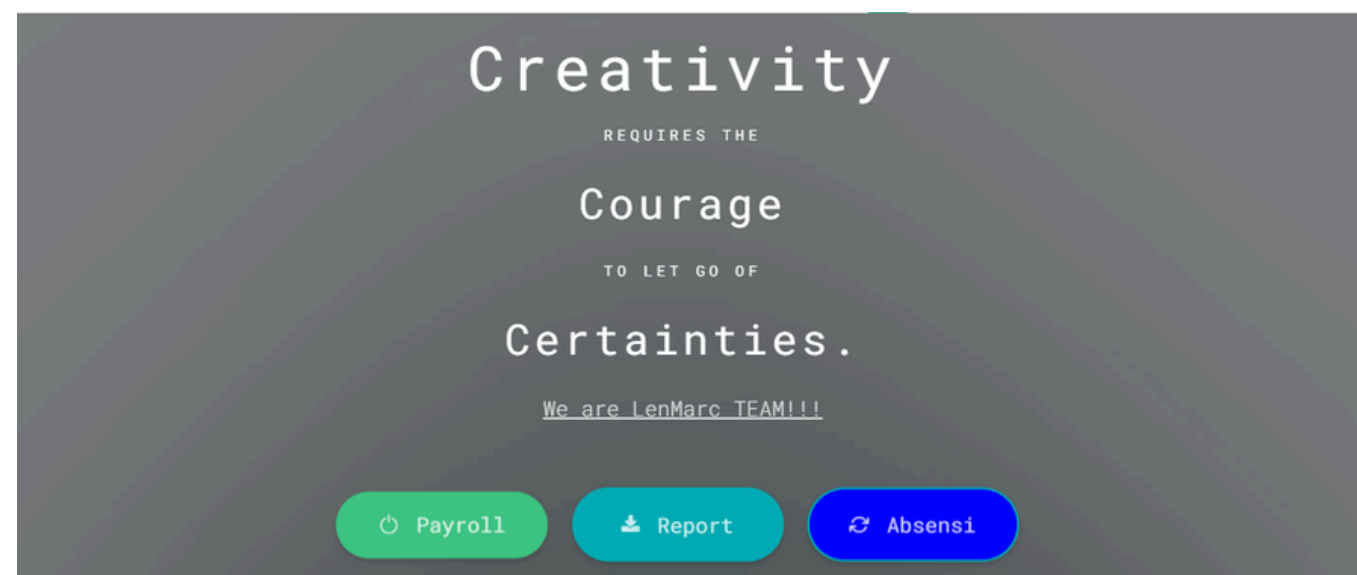 Creativity
REQUIRES THE
Courage
TO LET GO OF
Certainties.
We are LenMarc TEAM!!!
Payroll Report Absensi